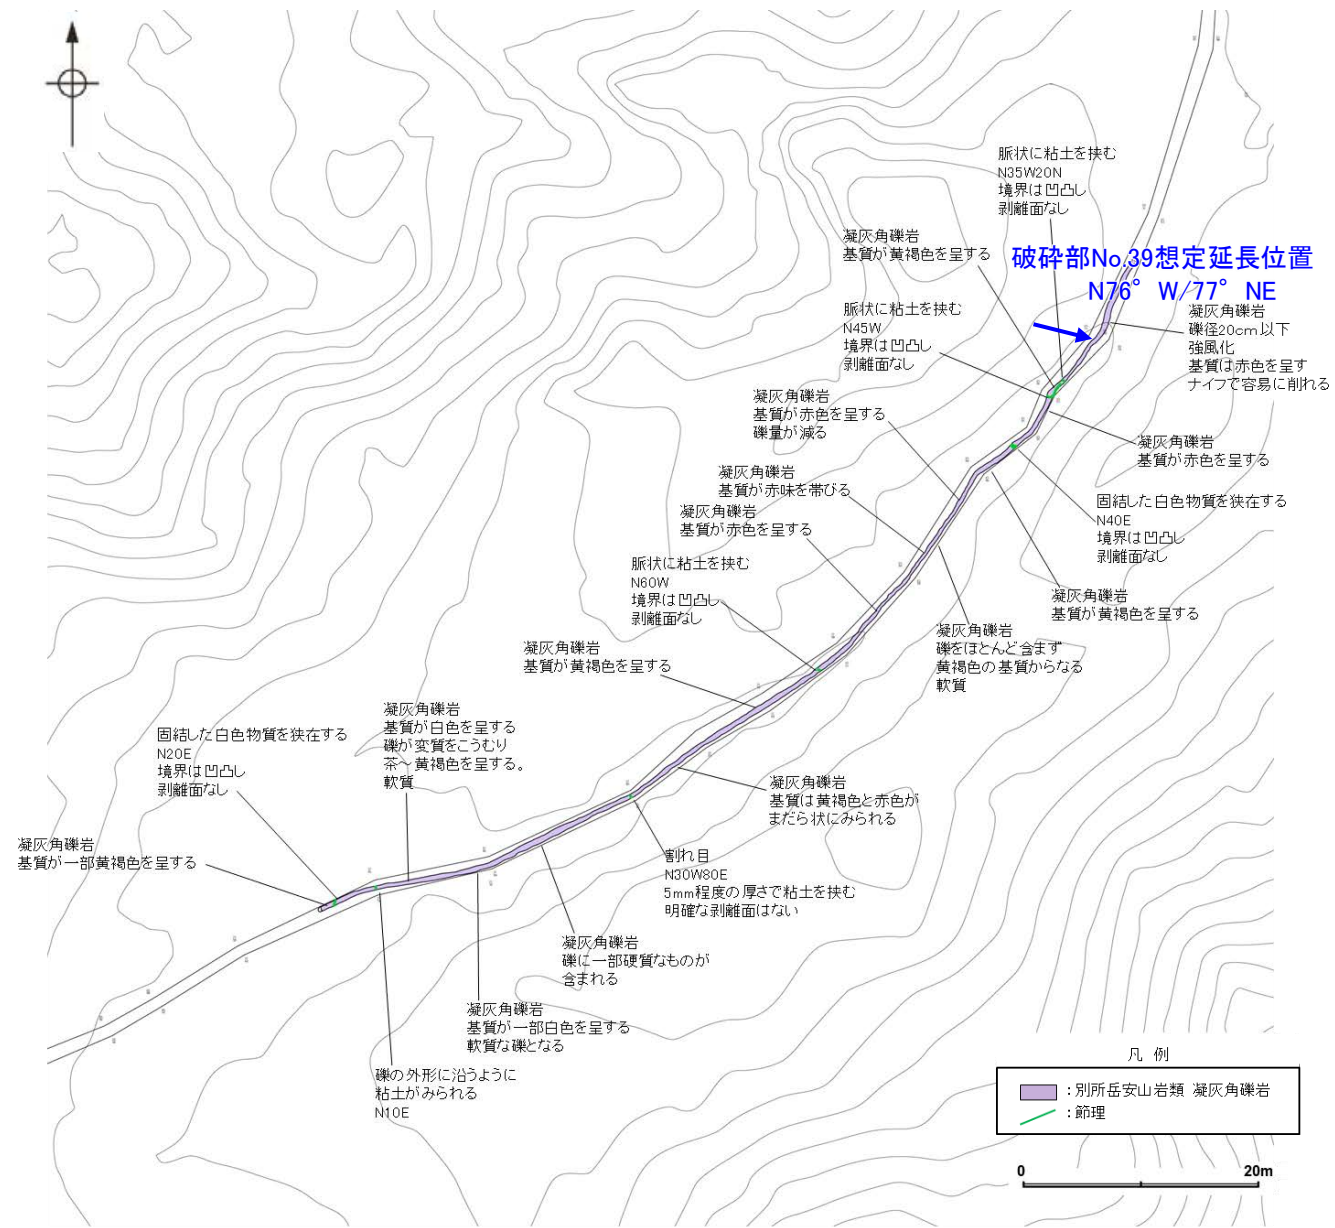 脈状に粘土を挟む
N35W20N
境界は凹凸し
剥離面なし
凝灰角礫岩
基質が黄褐色を呈する
破砕部No.39想定延長位置
N76°W/77°NE
脈状に粘土を挟む
N45W
境界は凹凸し
剥離面なし
凝灰角礫岩
礫径20cm以下
強風化
基質は赤色を呈す
ナイフで容易に削れる
凝灰角礫岩
基質が赤色を呈する
礫量が減る
凝灰角礫岩
基質が赤色を呈する
凝灰角礫岩
基質が赤味を帯びる
固結した白色物質を狭在する
N40E
境界は凹凸し
剥離面なし
凝灰角礫岩
基質が赤色を呈する
脈状に粘土を挟む
N60W
境界は凹凸し
剥離面なし
凝灰角礫岩
基質が黄褐色を呈する
凝灰角礫岩
礫をほとんど含まず
黄褐色の基質からなる
軟質
凝灰角礫岩
基質が黄褐色を呈する
凝灰角礫岩
基質が白色を呈する
礫が変質をこうむり
茶～黄褐色を呈する。
軟質
固結した白色物質を狭在する
N20E
境界は凹凸し
剥離面なし
凝灰角礫岩
基質は黄褐色と赤色が
まだら状にみられる
凝灰角礫岩
基質が一部黄褐色を呈する
割れ目
N30W80E
5mm程度の厚さで粘土を挟む
明確な剥離面はない
凝灰角礫岩
礫に一部硬質なものが
含まれる
凝灰角礫岩
基質が一部白色を呈する
軟質な礫となる
礫の外形に沿うように
粘土がみられる
N10E
凡 例
：別所岳安山岩類 凝灰角礫岩
：節理
0 20m